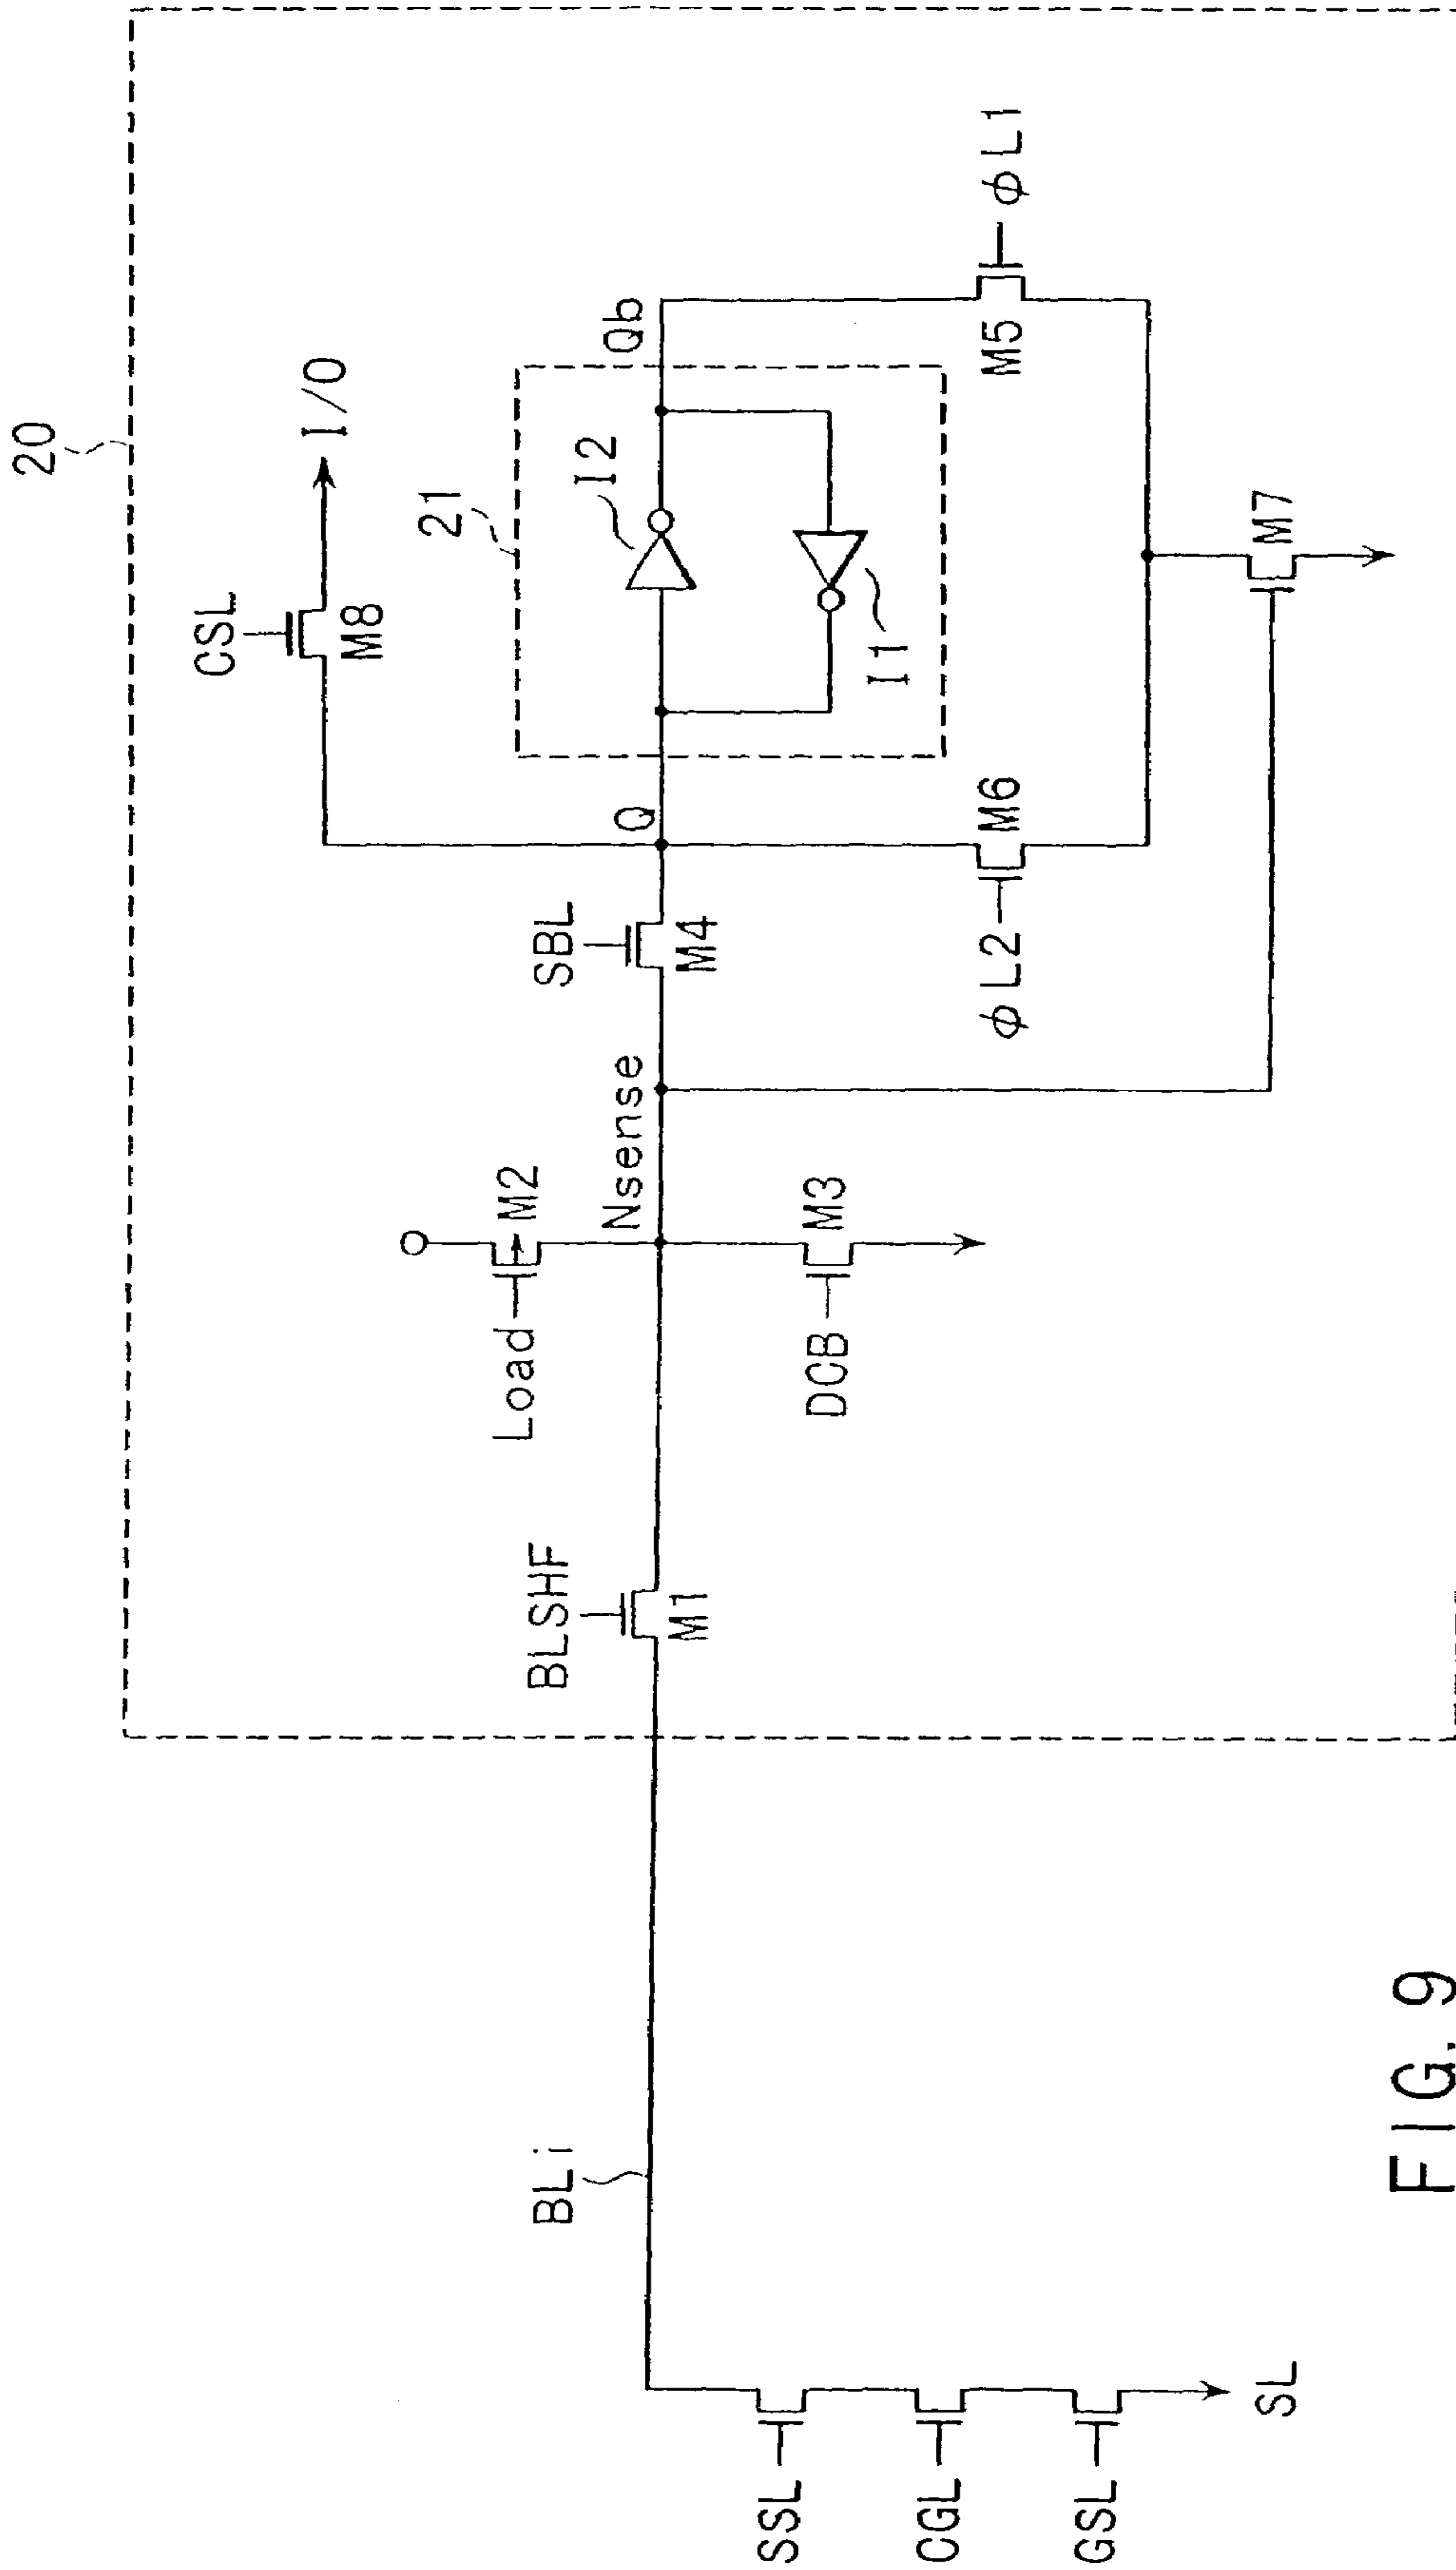 20
CSL
I/O
M8
21
I2
I1
Q
Qb
SBL
M4
Nsense
Load
M2
DCB
M3
BLSHF
M1
φL2
M6
M5
φL1
M7
BLi
SSL
CGL
GSL
SL
FIG. 9